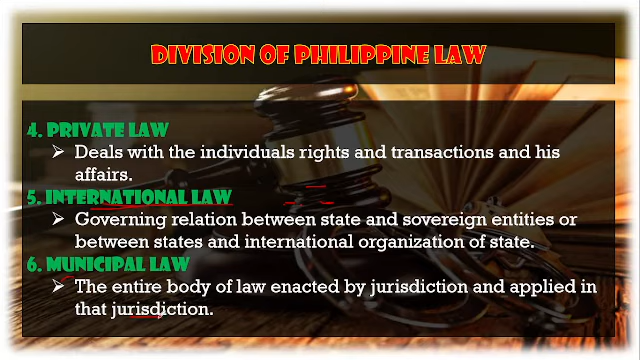 DIVISION OF PHILIPPINE LAW
4. PRIVATE LAW
➢ Deals with the individuals rights and transactions and his
affairs.
5. INTERNATIONAL LAW
➢ Governing relation between state and sovereign entities or
between states and international organization of state.
6. MUNICIPAL LAW
➢ The entire body of law enacted by jurisdiction and applied in
that jurisdiction.